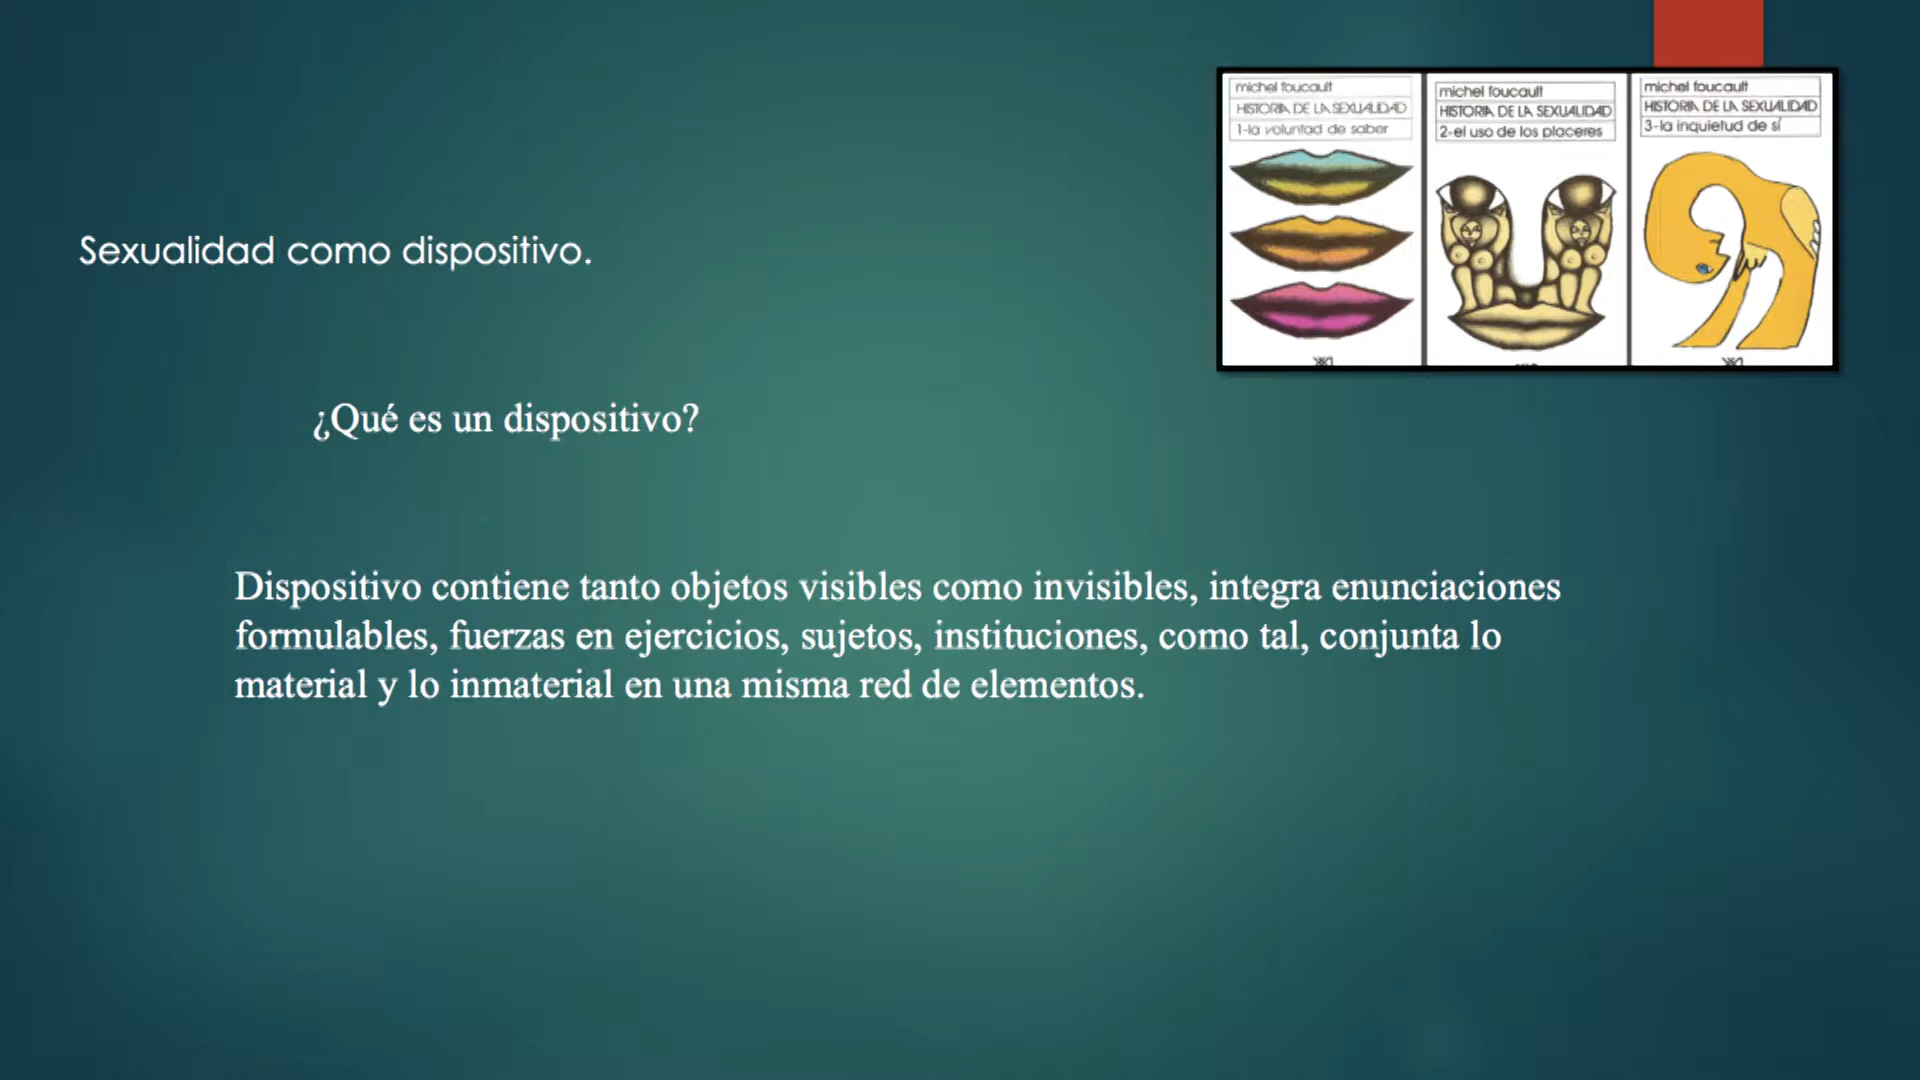 michel foucault
HISTORIA DE LA SEXUALIDAD
1-la voluntad de saber
michel foucault
HISTORIA DE LA SEXUALIDAD
2-el uso de los placeres
michel foucault
HISTORIA DE LA SEXUALIDAD
3-la inquietud de sí
Sexualidad como dispositivo.
¿Qué es un dispositivo?
Dispositivo contiene tanto objetos visibles como invisibles, integra enunciaciones
formulables, fuerzas en ejercicios, sujetos, instituciones, como tal, conjunta lo
material y lo inmaterial en una misma red de elementos.